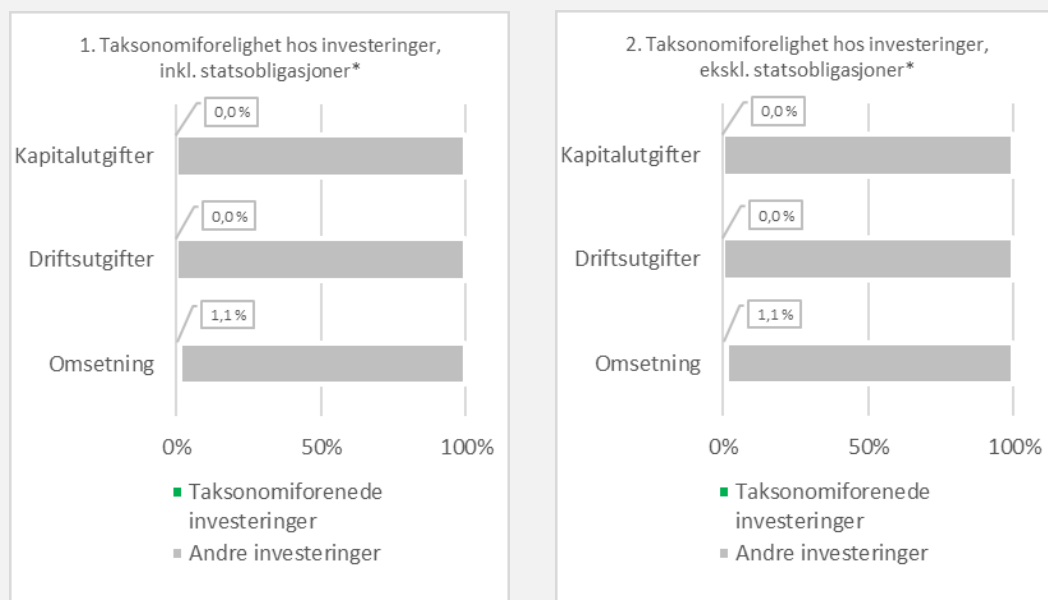 1. Taksonomiforelighet hos investeringer,
inkl. statsobligasjoner*
0,0 %
Kapitalutgifter
0,0 %
Driftsutgifter
1,1 %
Omsetning
0% 50% 100%
Taksonomiforenede
investeringer
Andre investeringer
2. Taksonomiforelighet hos investeringer,
ekskl. statsobligasjoner*
0,0 %
Kapitalutgifter
0,0 %
Driftsutgifter
1,1 %
Omsetning
0% 50% 100%
Taksonomiforenede
investeringer
Andre investeringer